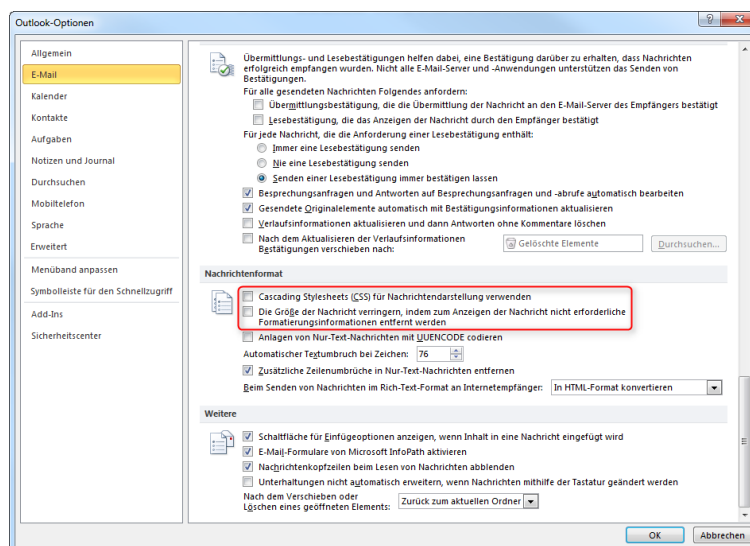 Outlook-Optionen
Allgemein
E-Mail
Kalender
Kontakte
Aufgaben
Notizen und Journal
Durchsuchen
Mobiltelefon
Sprache
Erweitert
Menüband anpassen
Symbolleiste für den Schnellzugriff
Add-Ins
Sicherheitscenter
Übermittlungs- und Lesebestätigungen helfen dabei, eine Bestätigung darüber zu erhalten, dass Nachrichten
erfolgreich empfangen wurden. Nicht alle E-Mail-Server und -Anwendungen unterstützen das Senden von
Bestätigungen.
Für alle gesendeten Nachrichten Folgendes anfordern:
Übermittlungsbestätigung, die die Übermittlung der Nachricht an den E-Mail-Server des Empfängers bestätigt
Lesebestätigung, die das Anzeigen der Nachricht durch den Empfänger bestätigt
Für jede Nachricht, die die Anforderung einer Lesebestätigung enthält:
Immer eine Lesebestätigung senden
Nie eine Lesebestätigung senden
Senden einer Lesebestätigung immer bestätigen lassen
Besprechungsanfragen und Antworten auf Besprechungsanfragen und -abrufe automatisch bearbeiten
Gesendete Originalelemente automatisch mit Bestätigungsinformationen aktualisieren
Verlaufsinformationen aktualisieren und dann Antworten ohne Kommentare löschen
Nach dem Aktualisieren der Verlaufsinformationen
Bestätigungen verschieben nach:
Gelöschte Elemente
Durchsuchen...
Nachrichtenformat
Cascading Stylesheets (CSS) für Nachrichtendarstellung verwenden
Die Größe der Nachricht verringern, indem zum Anzeigen der Nachricht nicht erforderliche
Formatierungsinformationen entfernt werden
Anlagen von Nur-Text-Nachrichten mit UUENCODE codieren
Automatischer Textumbruch bei Zeichen: 76
Zusätzliche Zeilenumbrüche in Nur-Text-Nachrichten entfernen
Beim Senden von Nachrichten im Rich-Text-Format an Internetempfänger: In HTML-Format konvertieren
Weitere
Schaltfläche für Einfügeoptionen anzeigen, wenn Inhalt in eine Nachricht eingefügt wird
E-Mail-Formulare von Microsoft InfoPath aktivieren
Nachrichtenkopfzeilen beim Lesen von Nachrichten abblenden
Unterhaltungen nicht automatisch erweitern, wenn Nachrichten mithilfe der Tastatur geändert werden
Nach dem Verschieben oder
Löschen eines geöffneten Elements: Zurück zum aktuellen Ordner
OK
Abbrechen